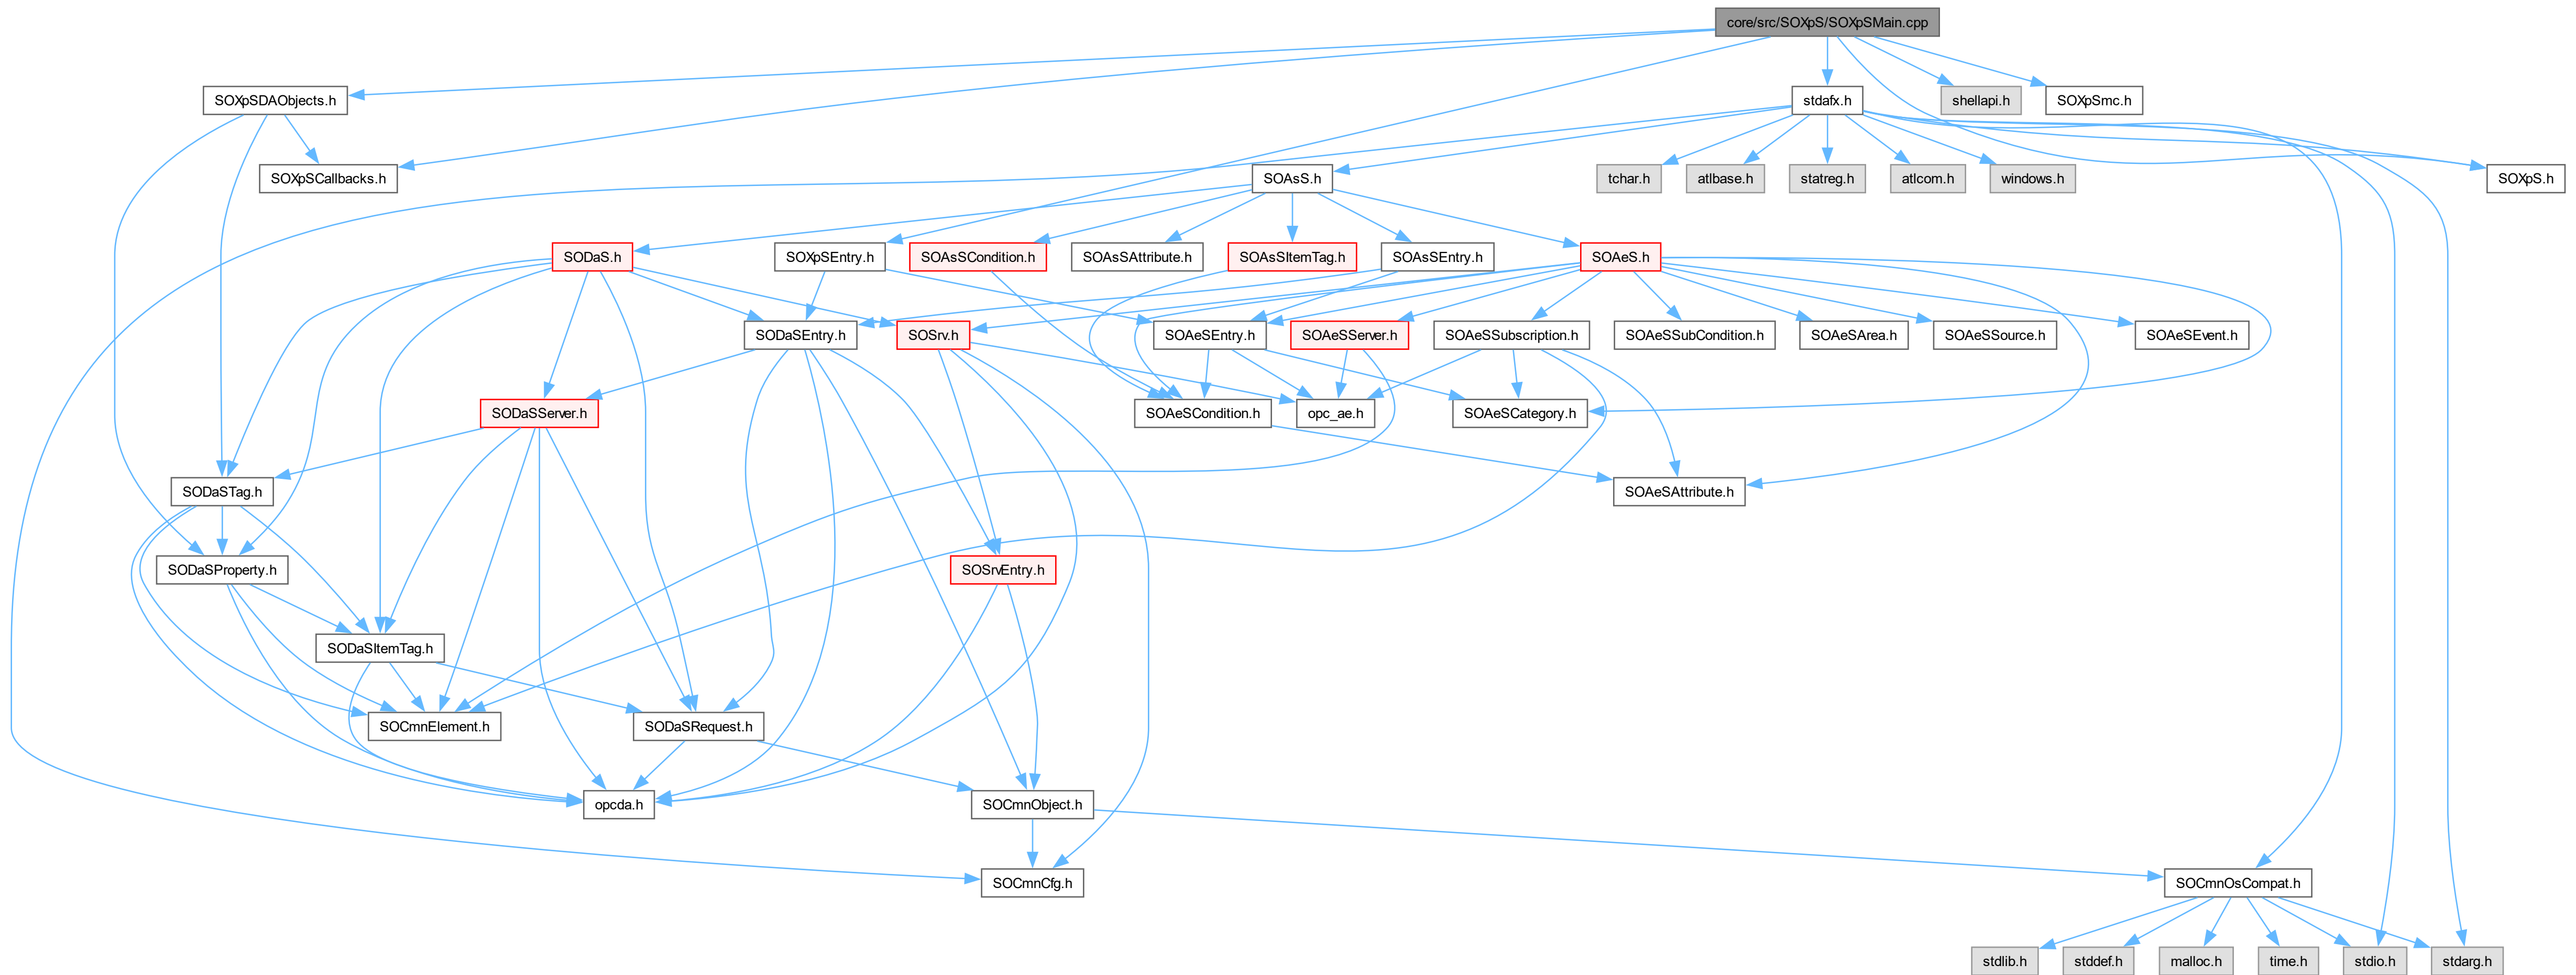 core/src/SOXpS/SOXpSMain.cpp
SOXpSDAObjects.h
stdafx.h
shellapi.h
SOXpSmc.h
SOXpSCallbacks.h
SOAsS.h
tchar.h
atlbase.h
statreg.h
atlcom.h
windows.h
SOXpS.h
SODaS.h
SOXpSEntry.h
SOAsSCondition.h
SOAsSAttribute.h
SOAsSItemTag.h
SOAsSEntry.h
SOAeS.h
SODaSEntry.h
SOSrv.h
SOAeSEntry.h
SOAeSServer.h
SOAeSSubscription.h
SOAeSSubCondition.h
SOAeSArea.h
SOAeSSource.h
SOAeSEvent.h
SODaSServer.h
SOAeSCondition.h
opc_ae.h
SOAeSCategory.h
SODaSTag.h
SOAeSAttribute.h
SODaSProperty.h
SOSrvEntry.h
SODaSItemTag.h
SOCmnElement.h
SODaSRequest.h
opcda.h
SOCmnObject.h
SOCmnCfg.h
SOCmnOsCompat.h
stdlib.h
stddef.h
malloc.h
time.h
stdio.h
stdarg.h